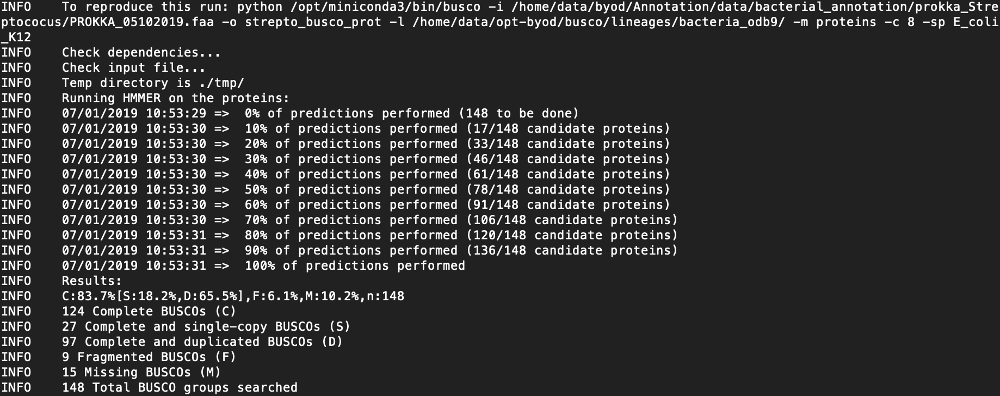 INFO    To reproduce this run: python /opt/miniconda3/bin/busco -i /home/data/byod/Annotation/data/bacterial_annotation/prokka_Stre
ptococus/PROKKA_05102019.faa -o strepto_busco_prot -l /home/data/opt-byod/busco/lineages/bacteria_odb9/ -m proteins -c 8 -sp E_coli
_K12
INFO    Check dependencies...
INFO    Check input file...
INFO    Temp directory is ./tmp/
INFO    Running HMMER on the proteins:
INFO    07/01/2019 10:53:29 =>  0% of predictions performed (148 to be done)
INFO    07/01/2019 10:53:30 =>  10% of predictions performed (17/148 candidate proteins)
INFO    07/01/2019 10:53:30 =>  20% of predictions performed (33/148 candidate proteins)
INFO    07/01/2019 10:53:30 =>  30% of predictions performed (46/148 candidate proteins)
INFO    07/01/2019 10:53:30 =>  40% of predictions performed (61/148 candidate proteins)
INFO    07/01/2019 10:53:30 =>  50% of predictions performed (78/148 candidate proteins)
INFO    07/01/2019 10:53:30 =>  60% of predictions performed (91/148 candidate proteins)
INFO    07/01/2019 10:53:30 =>  70% of predictions performed (106/148 candidate proteins)
INFO    07/01/2019 10:53:31 =>  80% of predictions performed (120/148 candidate proteins)
INFO    07/01/2019 10:53:31 =>  90% of predictions performed (136/148 candidate proteins)
INFO    07/01/2019 10:53:31 =>  100% of predictions performed
INFO    Results:
INFO    C:83.7%[S:18.2%,D:65.5%],F:6.1%,M:10.2%,n:148
INFO    124 Complete BUSCOs (C)
INFO    27 Complete and single-copy BUSCOs (S)
INFO    97 Complete and duplicated BUSCOs (D)
INFO    9 Fragmented BUSCOs (F)
INFO    15 Missing BUSCOs (M)
INFO    148 Total BUSCO groups searched